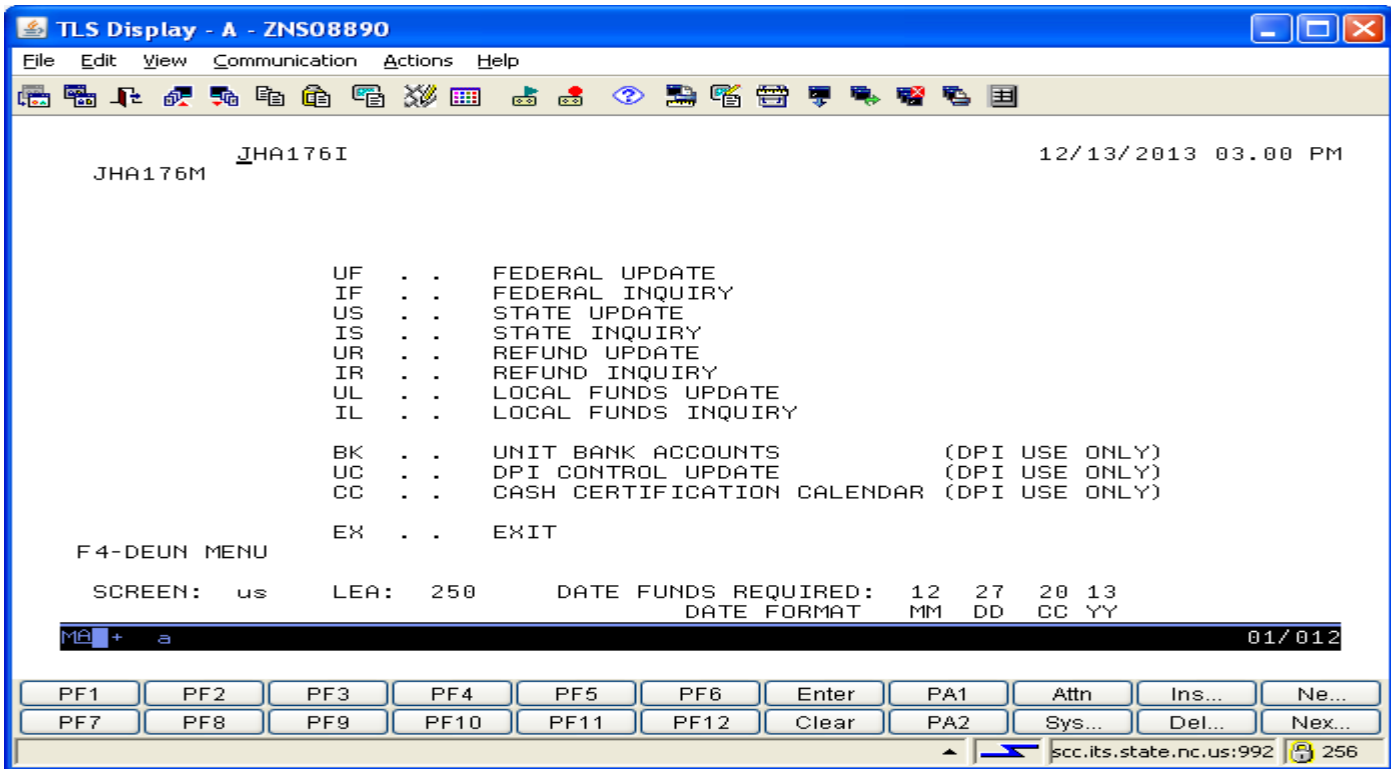 TLS Display - A - ZNS08890
File Edit View Communication Actions Help
JHA176I 12/13/2013 03.00 PM
JHA176M
UF . . FEDERAL UPDATE
IF . . FEDERAL INQUIRY
US . . STATE UPDATE
IS . . STATE INQUIRY
UR . . REFUND UPDATE
IR . . REFUND INQUIRY
UL . . LOCAL FUNDS UPDATE
IL . . LOCAL FUNDS INQUIRY
BK . . UNIT BANK ACCOUNTS (DPI USE ONLY)
UC . . DPI CONTROL UPDATE (DPI USE ONLY)
CC . . CASH CERTIFICATION CALENDAR (DPI USE ONLY)
EX . . EXIT
F4-DEUN MENU
SCREEN: us LEA: 250 DATE FUNDS REQUIRED: 12 27 20 13
DATE FORMAT MM DD CC YY
MA + a 01/012
PF1 PF2 PF3 PF4 PF5 PF6 Enter PA1 Attn Ins... Ne...
PF7 PF8 PF9 PF10 PF11 PF12 Clear PA2 Sys... Del... Nex...
scc.its.state.nc.us:992 256